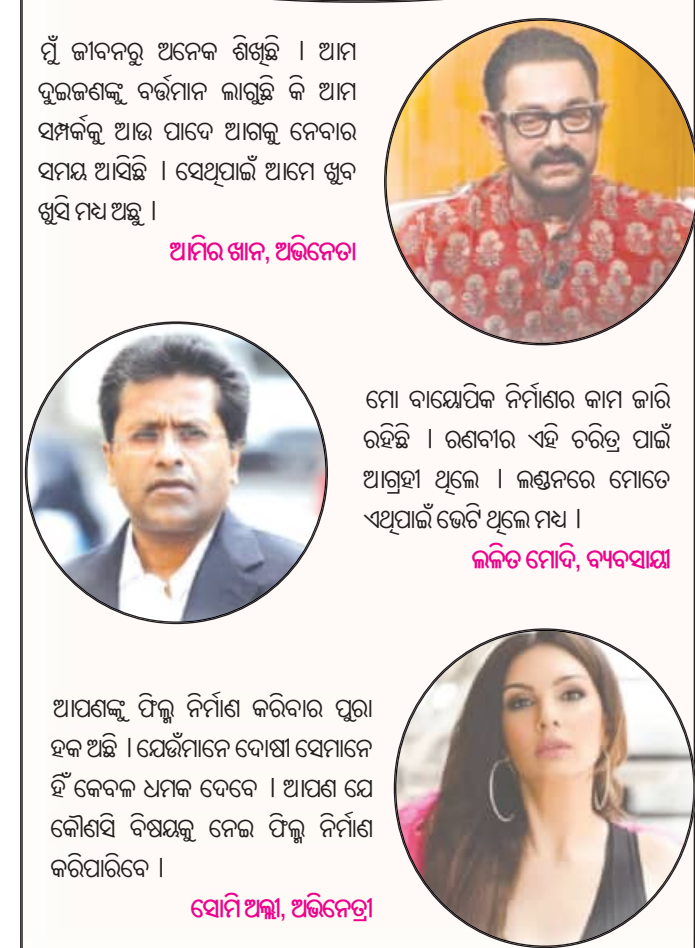 ମୁଁ ଜୀବନରୁ ଅନେକ ଶିଖିଛି । ଆମ
ଦୁଇଜଣଙ୍କୁ ବର୍ତ୍ତମାନ ଲାଗୁଛି କି ଆମ
ସମ୍ପର୍କକୁ ଆଉ ପାଦେ ଆଗକୁ ନେବାର
ସମୟ ଆସିଛି । ସେଥିପାଇଁ ଆମେ ଖୁବ
ଖୁସି ମଧ୍ୟ ଅଛୁ ।
ଆମିର ଖାନ, ଅଭିନେତା
ମୋ ବାୟୋପିକ ନିର୍ମାଣର କାମ ଜାରି
ରହିଛି । ରଣବୀର ଏହି ଚରିତ୍ର ପାଇଁ
ଆଗ୍ରହୀ ଥିଲେ । ଲଣ୍ଡନରେ ମୋତେ
ଏଥିପାଇଁ ଭେଟି ଥିଲେ ମଧ୍ୟ ।
ଲଳିତ ମୋଦି, ବ୍ୟବସାୟୀ
ଆପଣଙ୍କୁ ଫିଲ୍ମ ନିର୍ମାଣ କରିବାର ପୁରା
ହକ ଅଛି । ଯେଉଁମାନେ ଦୋଷୀ ସେମାନେ
ହିଁ କେବଳ ଧମକ ଦେବେ । ଆପଣ ଯେ
କୌଣସି ବିଷୟକୁ ନେଇ ଫିଲ୍ମ ନିର୍ମାଣ
କରିପାରିବେ ।
ସୋମି ଅଲ୍ଲୀ, ଅଭିନେତ୍ରୀ